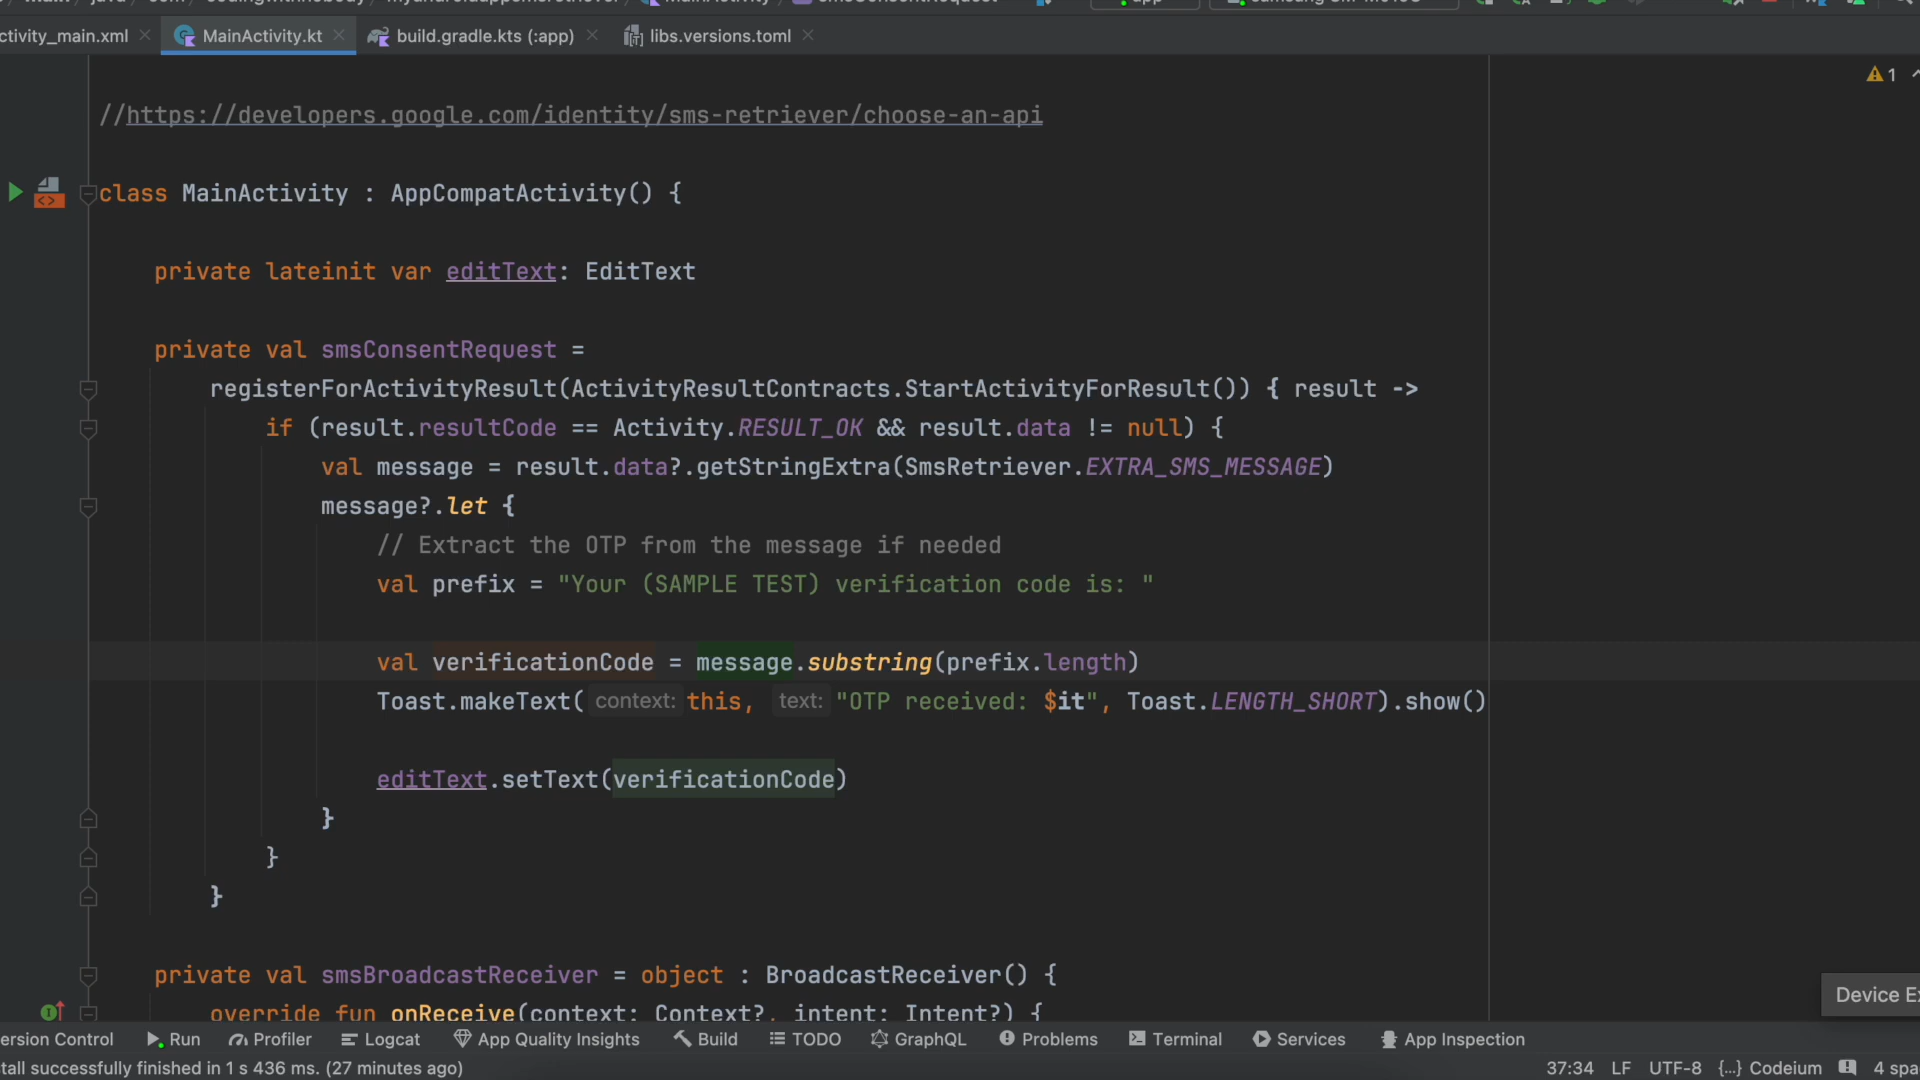 ctivity_main.xml MainActivity.kt build.gradle.kts (:app) libs.versions.toml
1
//https://developers.google.com/identity/sms-retriever/choose-an-api
class MainActivity : AppCompatActivity() {
private lateinit var editText: EditText
private val smsConsentRequest =
registerForActivityResult(ActivityResultContracts.StartActivityForResult()) { result ->
if (result.resultCode == Activity.RESULT_OK && result.data != null) {
val message = result.data?.getStringExtra(SmsRetriever.EXTRA_SMS_MESSAGE)
message?.let {
// Extract the OTP from the message if needed
val prefix = "Your (SAMPLE TEST) verification code is: "
val verificationCode = message.substring(prefix.length)
Toast.makeText( context: this, text: "OTP received: $it", Toast.LENGTH_SHORT).show()
editText.setText(verificationCode)
}
}
}
private val smsBroadcastReceiver = object : BroadcastReceiver() {
Device Ex
override fun onReceive(context: Context?, intent: Intent?) {
ersion Control Run Profiler Logcat App Quality Insights Build TODO GraphQL Problems Terminal Services App Inspection
tall successfully finished in 1 s 436 ms. (27 minutes ago) 37:34 LF UTF-8 {...} Codeium 4 spa